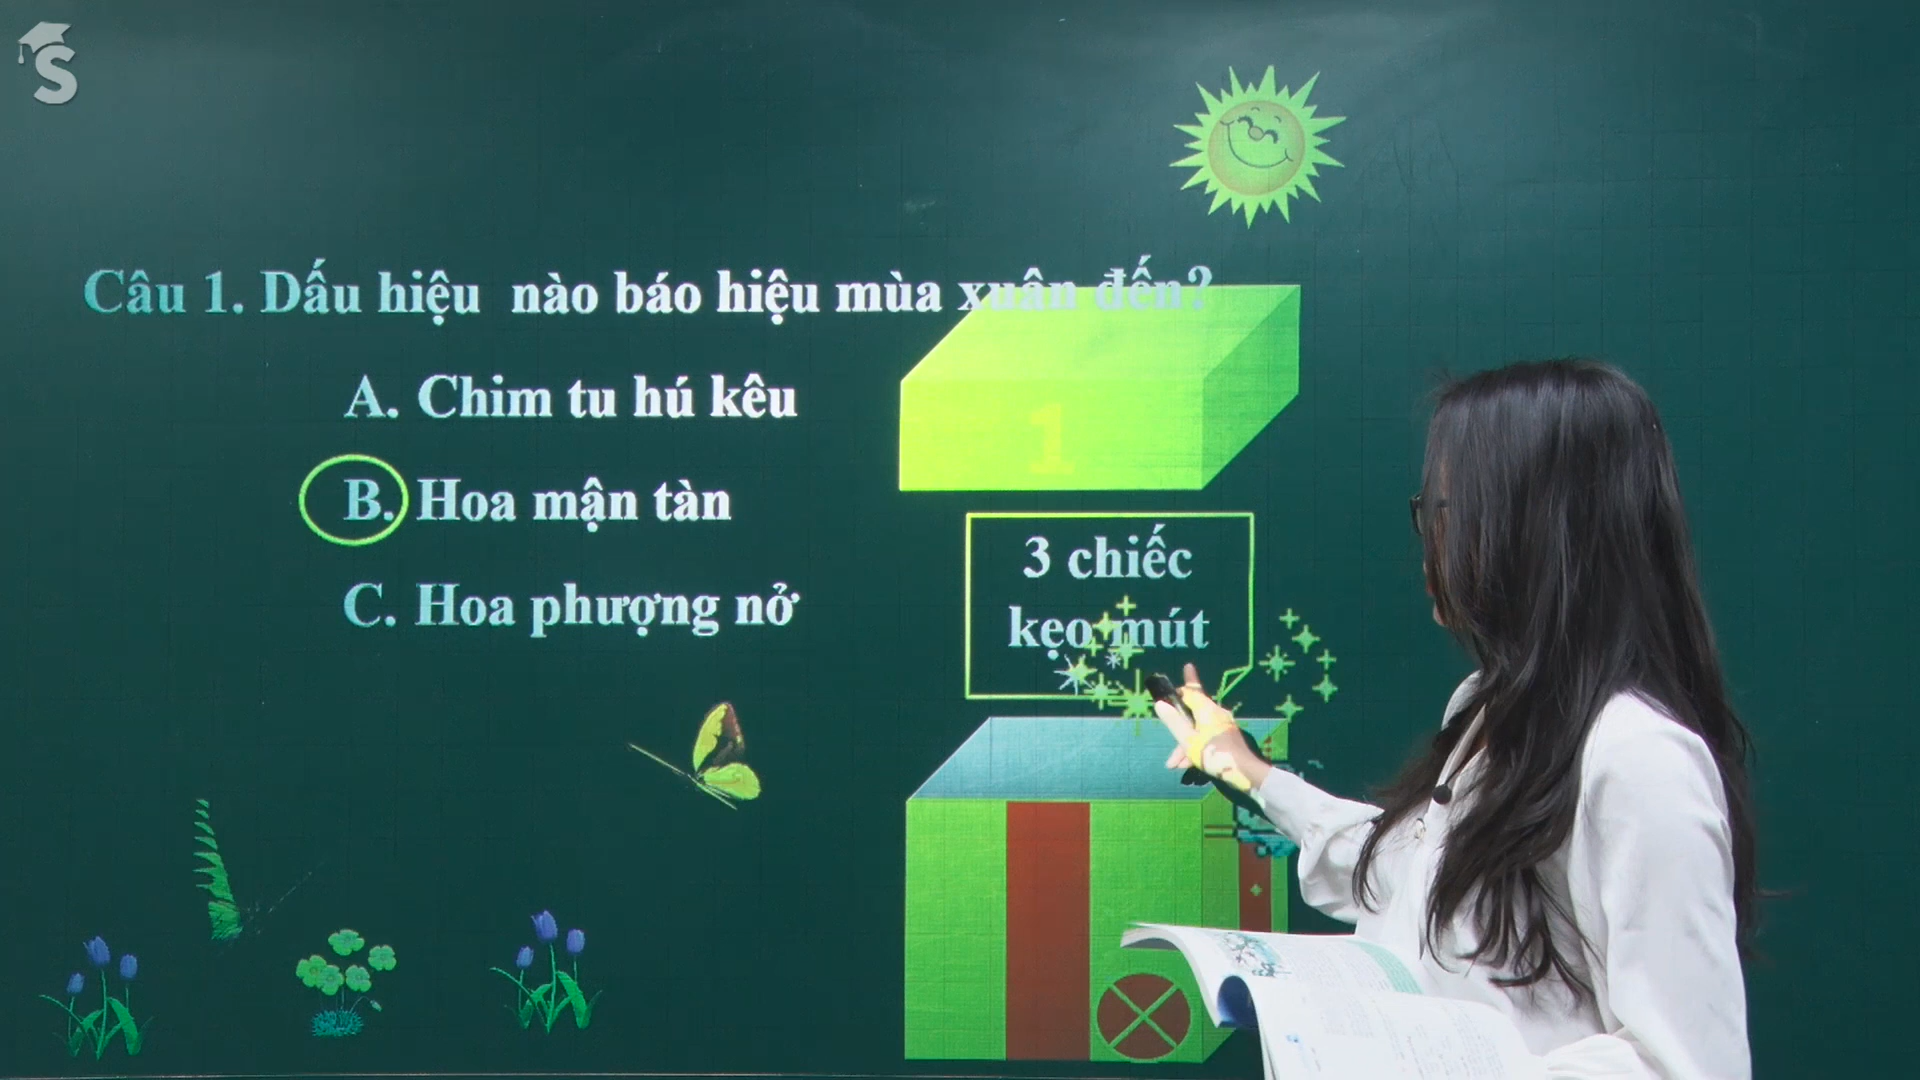 S
Câu 1. Dấu hiệu nào báo hiệu mùa xuân đến?
A. Chim tu hú kêu
B. Hoa mận tàn
C. Hoa phượng nở
1
3 chiếc
kẹo mút